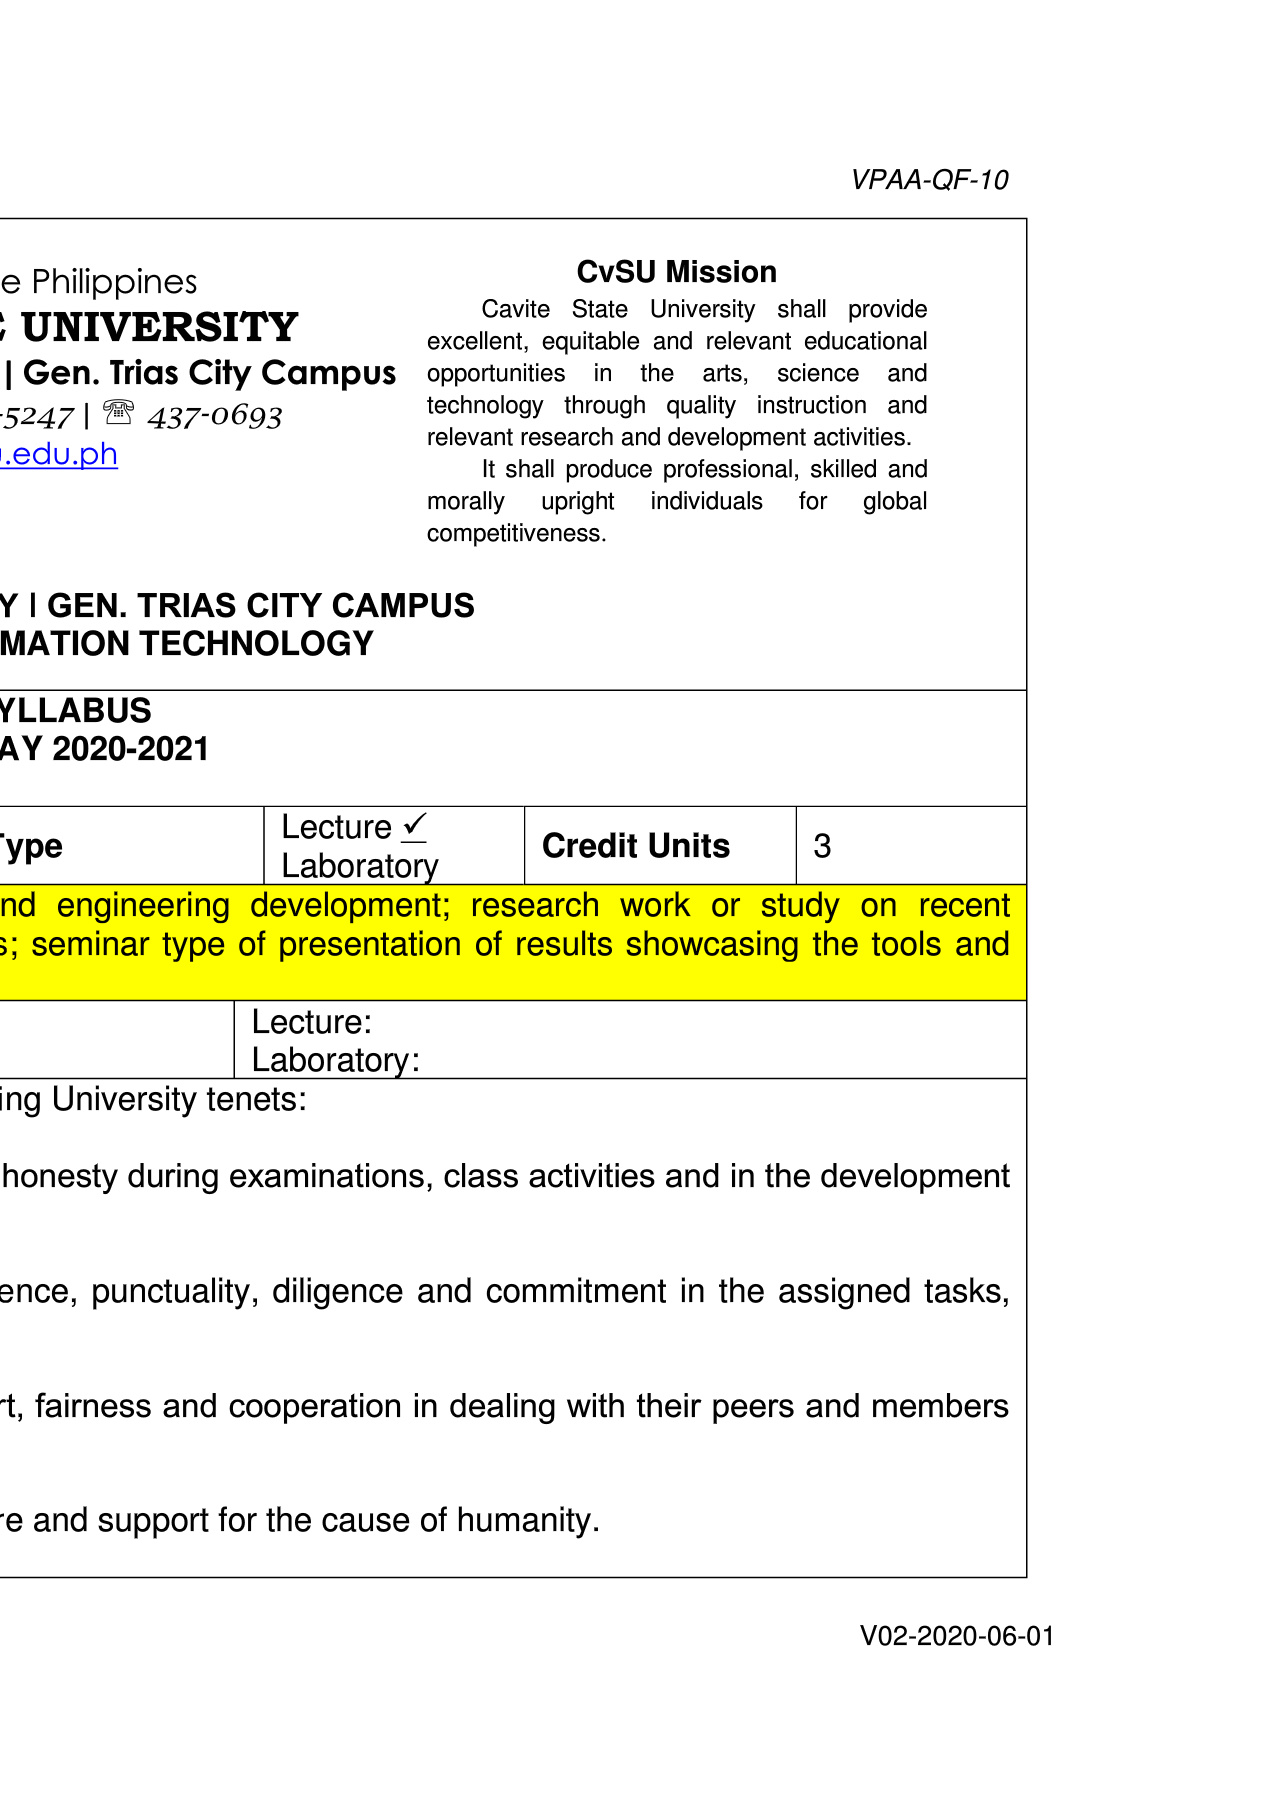 VPAA-QF-10
e Philippines
UNIVERSITY
| Gen. Trias City Campus
-5247 | ☏ 437-0693
.edu.ph
CvSU Mission
Cavite State University shall provide
excellent, equitable and relevant educational
opportunities in the arts, science and
technology through quality instruction and
relevant research and development activities.
It shall produce professional, skilled and
morally upright individuals for global
competitiveness.
Y | GEN. TRIAS CITY CAMPUS
MATION TECHNOLOGY
YLLABUS
AY 2020-2021
Type
Lecture ✓
Laboratory
Credit Units
3
nd engineering development; research work or study on recent
s; seminar type of presentation of results showcasing the tools and
Lecture:
Laboratory:
ing University tenets:
honesty during examinations, class activities and in the development
ence, punctuality, diligence and commitment in the assigned tasks,
rt, fairness and cooperation in dealing with their peers and members
re and support for the cause of humanity.
V02-2020-06-01